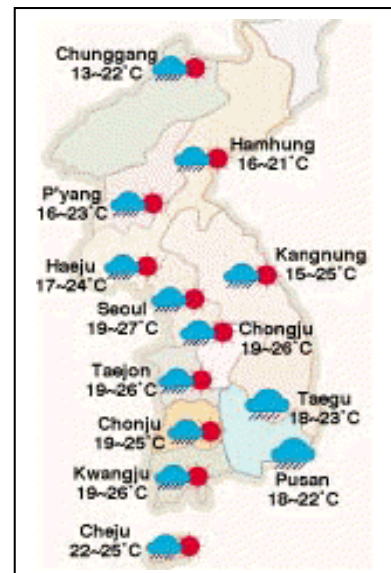 Chunggang
13~22˚C
Hamhung
16~21˚C
P'yang
16~23˚C
Haeju
17~24˚C
Kangnung
15~25˚C
Seoul
19~27˚C
Chongju
19~26˚C
Taejon
19~26˚C
Taegu
18~23˚C
Chonju
19~25˚C
Kwangju
19~26˚C
Pusan
18~22˚C
Cheju
22~25˚C